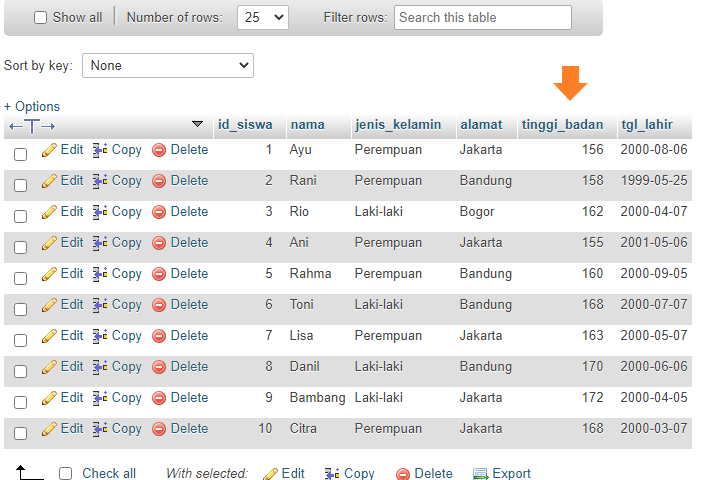 Show all Number of rows: 25 Filter rows: Search this table
Sort by key: None
+ Options
id_siswa nama jenis_kelamin alamat tinggi_badan tgl_lahir
Edit Copy Delete 1 Ayu Perempuan Jakarta 156 2000-08-06
Edit Copy Delete 2 Rani Perempuan Bandung 158 1999-05-25
Edit Copy Delete 3 Rio Laki-laki Bogor 162 2000-04-07
Edit Copy Delete 4 Ani Perempuan Jakarta 155 2001-05-06
Edit Copy Delete 5 Rahma Perempuan Bandung 160 2000-09-05
Edit Copy Delete 6 Toni Laki-laki Bandung 168 2000-07-07
Edit Copy Delete 7 Lisa Perempuan Jakarta 163 2000-05-07
Edit Copy Delete 8 Danil Laki-laki Bandung 170 2000-06-06
Edit Copy Delete 9 Bambang Laki-laki Jakarta 172 2000-04-05
Edit Copy Delete 10 Citra Perempuan Jakarta 168 2000-03-07
Check all With selected: Edit Copy Delete Export